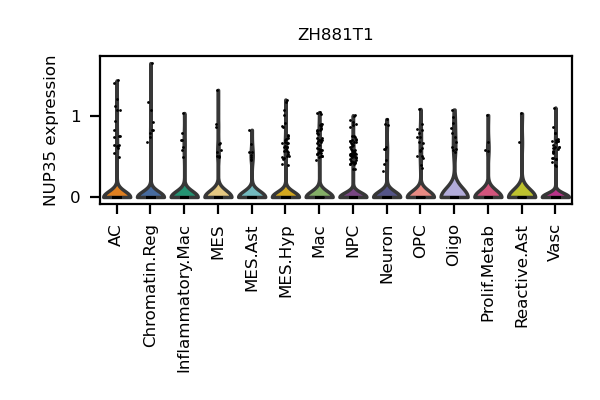 ZH881T1
NUP35 expression
1
0
AC
Chromatin.Reg
Inflammatory.Mac
MES
MES.Ast
MES.Hyp
Mac
NPC
Neuron
OPC
Oligo
Prolif.Metab
Reactive.Ast
Vasc